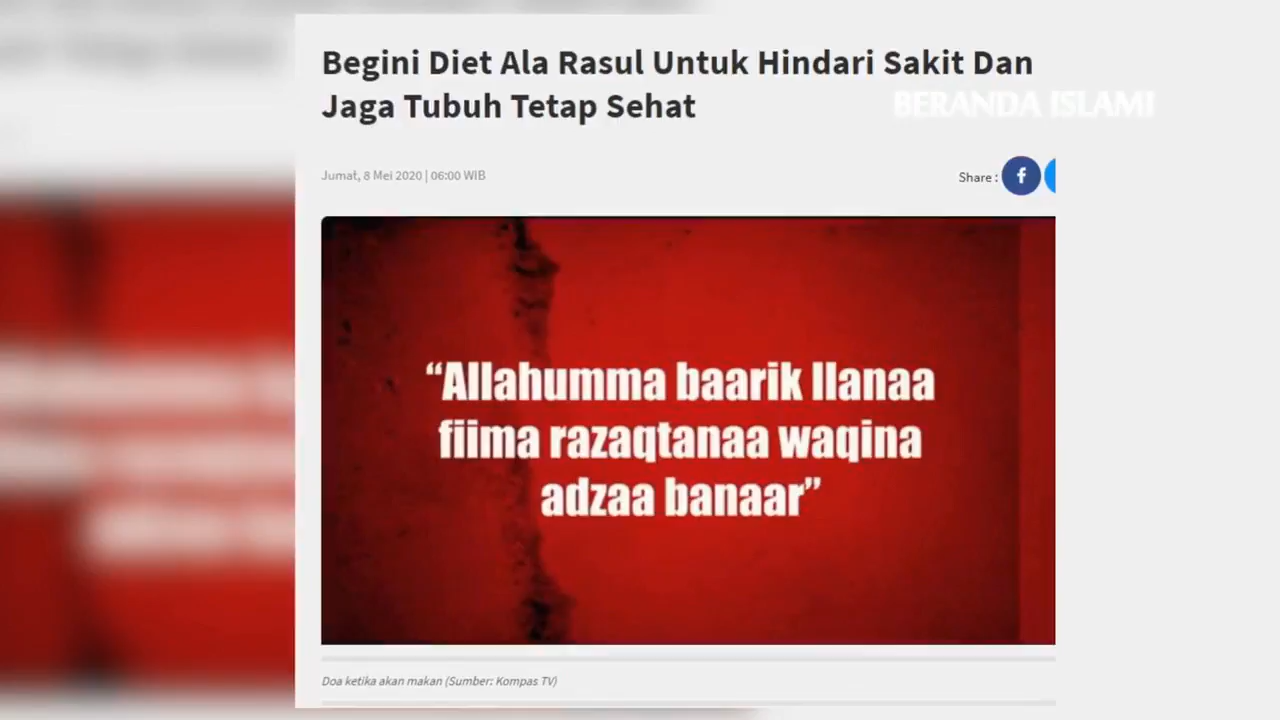 Begini Diet Ala Rasul Untuk Hindari Sakit Dan
Jaga Tubuh Tetap Sehat
BERANDA ISLAMI
Jumat, 8 Mei 2020 | 06:00 WIB
Share :
“Allahumma baarik llanaa
fiima razaqtanaa waqina
adzaa banaar”
Doa ketika akan makan (Sumber: Kompas TV)